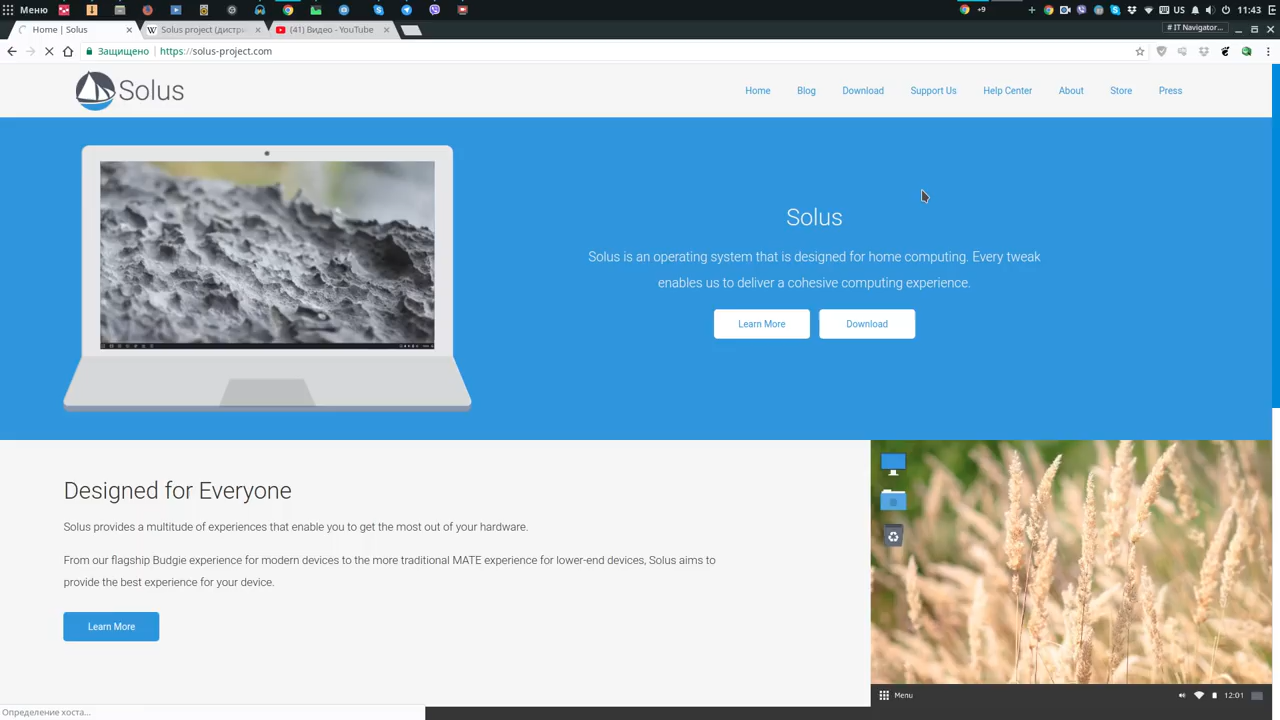 Меню
+9
US
11:43
Home | Solus
Solus project (дистр
(41) Видео - YouTube
# IT Navigator...
Защищено
https://solus-project.com
Solus
Home
Blog
Download
Support Us
Help Center
About
Store
Press
Solus
Solus is an operating system that is designed for home computing. Every tweak
enables us to deliver a cohesive computing experience.
Learn More
Download
Designed for Everyone
Solus provides a multitude of experiences that enable you to get the most out of your hardware.
From our flagship Budgie experience for modern devices to the more traditional MATE experience for lower-end devices, Solus aims to
provide the best experience for your device.
Learn More
Menu
12:01
Определение хоста...